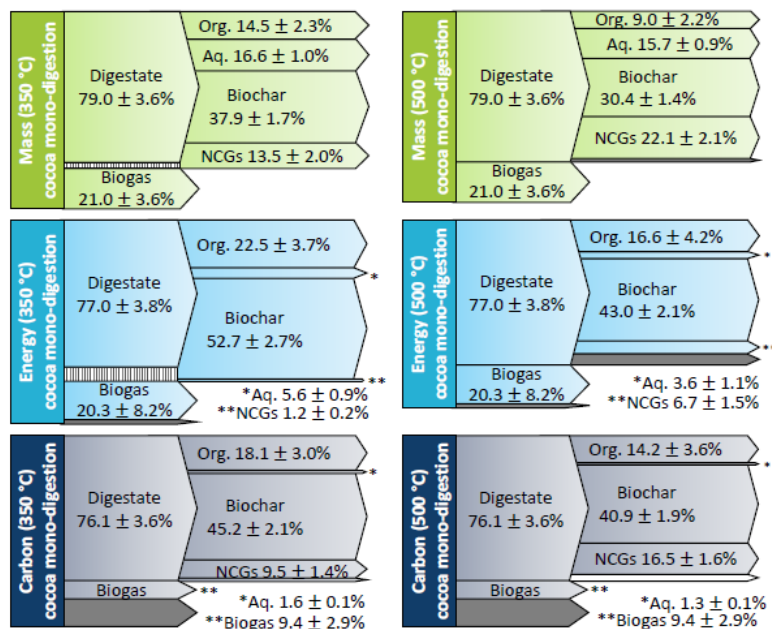 Mass (350 °C)
cocoa mono-digestion
Digestate
79.0 ± 3.6%
Biogas
21.0 ± 3.6%
Org. 14.5 ± 2.3%
Aq. 16.6 ± 1.0%
Biochar
37.9 ± 1.7%
NCGs 13.5 ± 2.0%
Mass (500 °C)
cocoa mono-digestion
Digestate
79.0 ± 3.6%
Biogas
21.0 ± 3.6%
Org. 9.0 ± 2.2%
Aq. 15.7 ± 0.9%
Biochar
30.4 ± 1.4%
NCGs 22.1 ± 2.1%
Energy (350 °C)
cocoa mono-digestion
Digestate
77.0 ± 3.8%
Biogas
20.3 ± 8.2%
Org. 22.5 ± 3.7%
*
Biochar
52.7 ± 2.7%
**
*Aq. 5.6 ± 0.9%
**NCGs 1.2 ± 0.2%
Energy (500 °C)
cocoa mono-digestion
Digestate
77.0 ± 3.8%
Biogas
20.3 ± 8.2%
Org. 16.6 ± 4.2%
*
Biochar
43.0 ± 2.1%
**
*Aq. 3.6 ± 1.1%
**NCGs 6.7 ± 1.5%
Carbon (350 °C)
cocoa mono-digestion
Digestate
76.1 ± 3.6%
Biogas
**
Org. 18.1 ± 3.0%
*
Biochar
45.2 ± 2.1%
NCGs 9.5 ± 1.4%
*Aq. 1.6 ± 0.1%
**Biogas 9.4 ± 2.9%
Carbon (500 °C)
cocoa mono-digestion
Digestate
76.1 ± 3.6%
Biogas
**
Org. 14.2 ± 3.6%
*
Biochar
40.9 ± 1.9%
NCGs 16.5 ± 1.6%
*Aq. 1.3 ± 0.1%
**Biogas 9.4 ± 2.9%